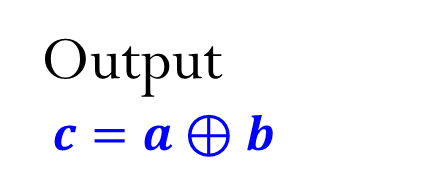 Output
c = a ⊕ b